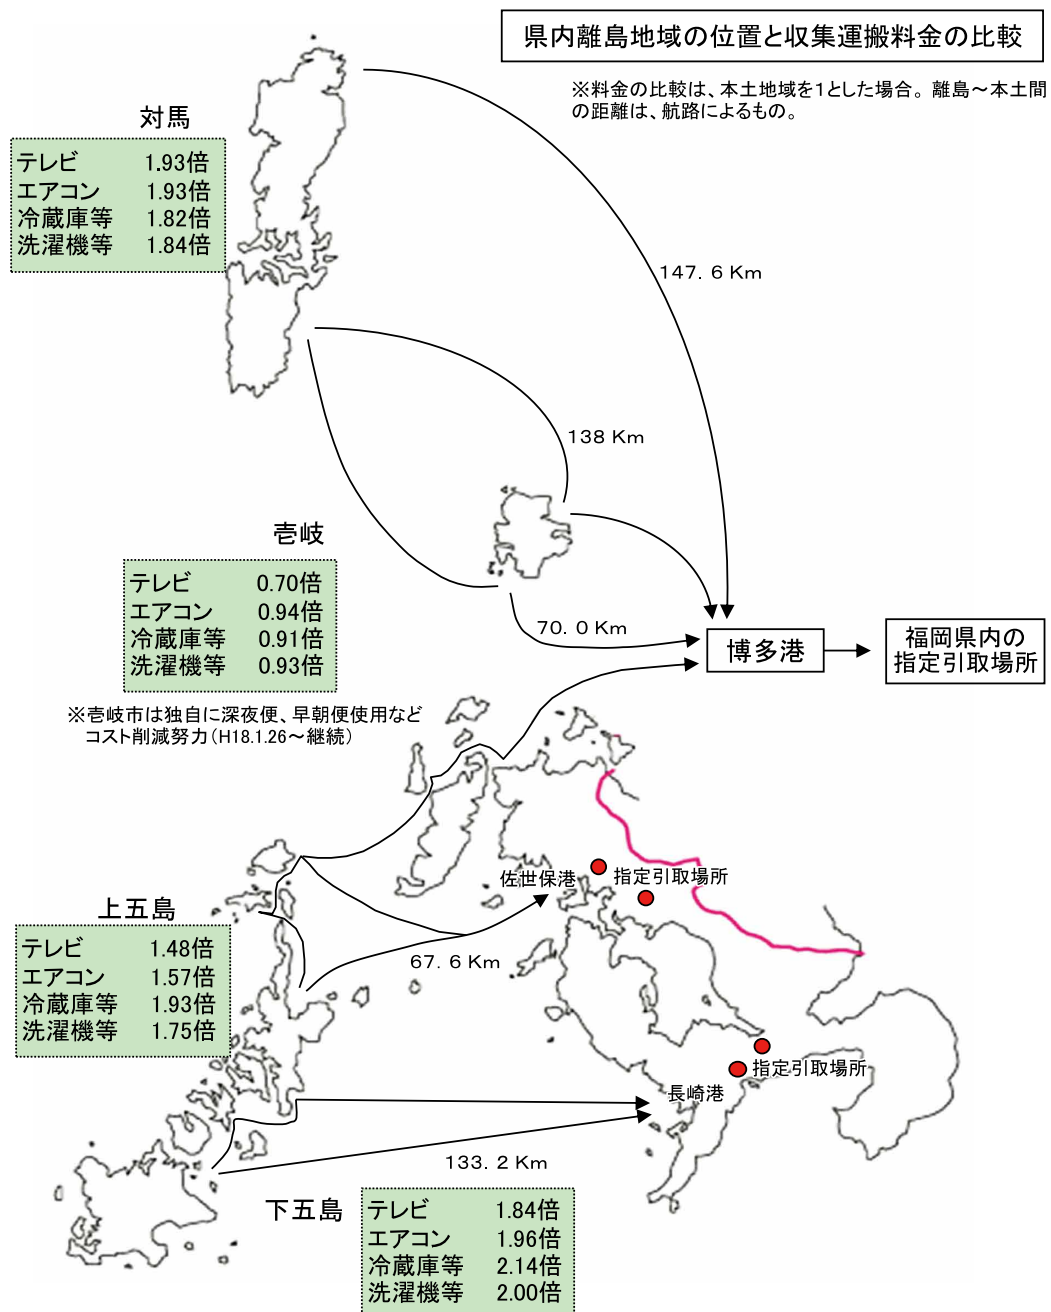 県内離島地域の位置と収集運搬料金の比較
※料金の比較は、本土地域を1とした場合。離島～本土間
の距離は、航路によるもの。
対馬
テレビ 1.93倍
エアコン 1.93倍
冷蔵庫等 1.82倍
洗濯機等 1.84倍
147.6 Km
138 Km
壱岐
テレビ 0.70倍
エアコン 0.94倍
冷蔵庫等 0.91倍
洗濯機等 0.93倍
70.0 Km
博多港
福岡県内の
指定引取場所
※壱岐市は独自に深夜便、早朝便使用など
コスト削減努力(H18.1.26～継続)
佐世保港
指定引取場所
上五島
テレビ 1.48倍
エアコン 1.57倍
冷蔵庫等 1.93倍
洗濯機等 1.75倍
67.6 Km
指定引取場所
長崎港
133.2 Km
下五島
テレビ 1.84倍
エアコン 1.96倍
冷蔵庫等 2.14倍
洗濯機等 2.00倍